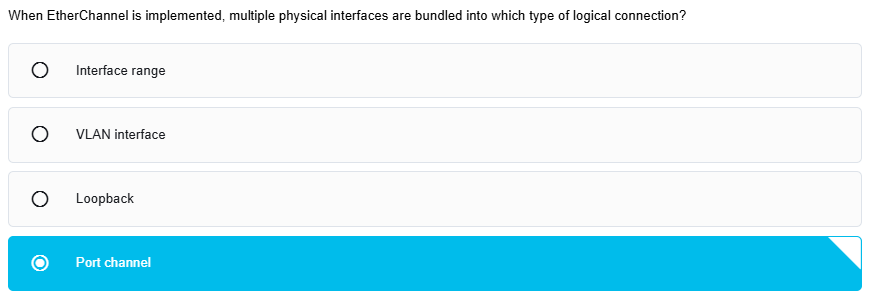 When EtherChannel is implemented, multiple physical interfaces are bundled into which type of logical connection?
Interface range
VLAN interface
Loopback
Port channel